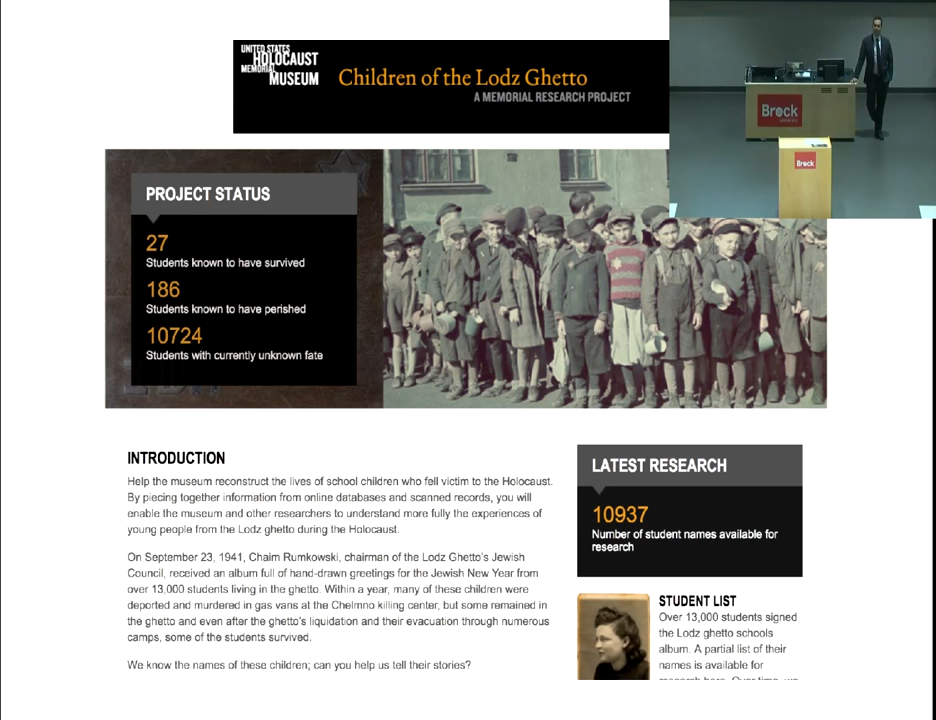 UNITED STATES
HOLOCAUST
MEMORIAL
MUSEUM
Children of the Lodz Ghetto
A MEMORIAL RESEARCH PROJECT
Brock
University
Brock
PROJECT STATUS
27
Students known to have survived
186
Students known to have perished
10724
Students with currently unknown fate
INTRODUCTION
Help the museum reconstruct the lives of school children who fell victim to the Holocaust.
By piecing together information from online databases and scanned records, you will
enable the museum and other researchers to understand more fully the experiences of
young people from the Lodz ghetto during the Holocaust.
On September 23, 1941, Chaim Rumkowski, chairman of the Lodz Ghetto's Jewish
Council, received an album full of hand-drawn greetings for the Jewish New Year from
over 13,000 students living in the ghetto. Within a year, many of these children were
deported and murdered in gas vans at the Chelmno killing center, but some remained in
the ghetto and even after the ghetto's liquidation and their evacuation through numerous
camps, some of the students survived.
We know the names of these children; can you help us tell their stories?
LATEST RESEARCH
10937
Number of student names available for
research
STUDENT LIST
Over 13,000 students signed
the Lodz ghetto schools
album. A partial list of their
names is available for